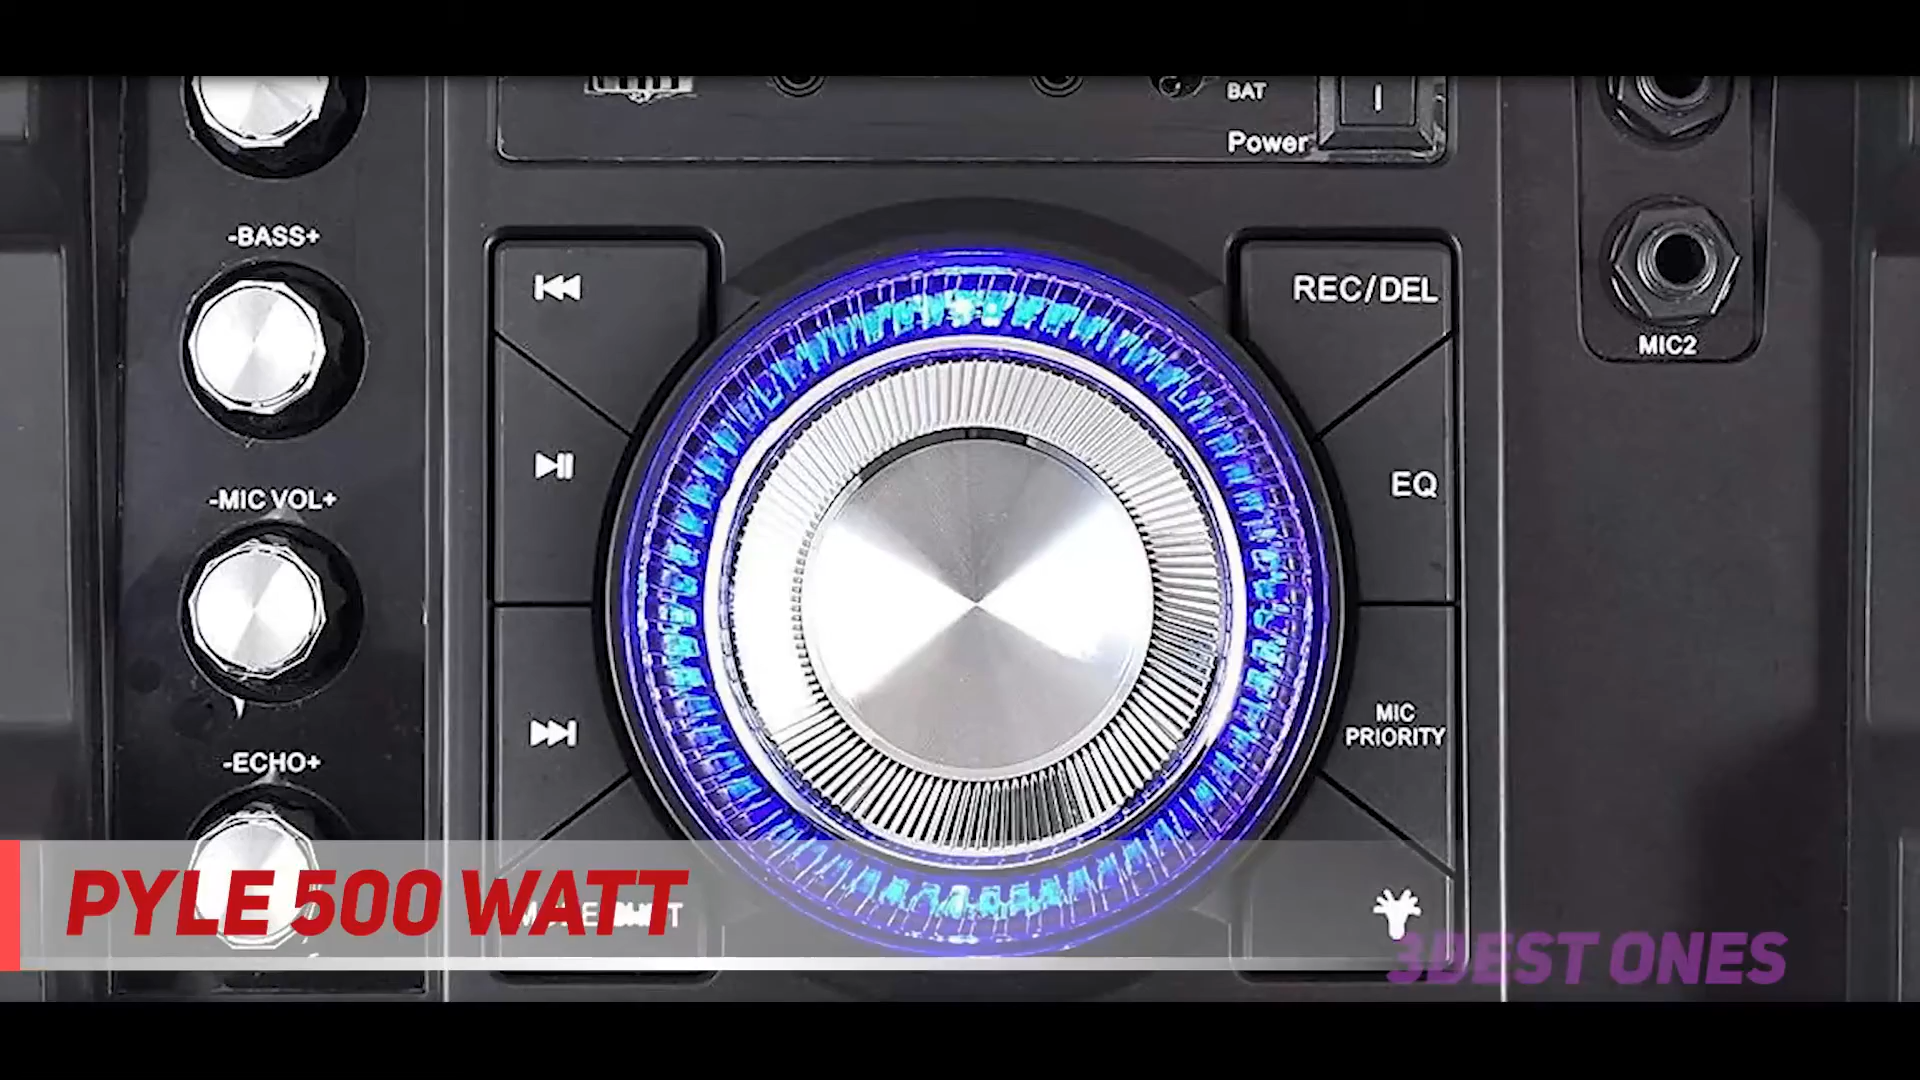 BAT
Power
-BASS+
REC/DEL
MIC2
EQ
-MIC VOL+
MIC
PRIORITY
-ECHO+
PYLE 500 WATT
3BEST ONES